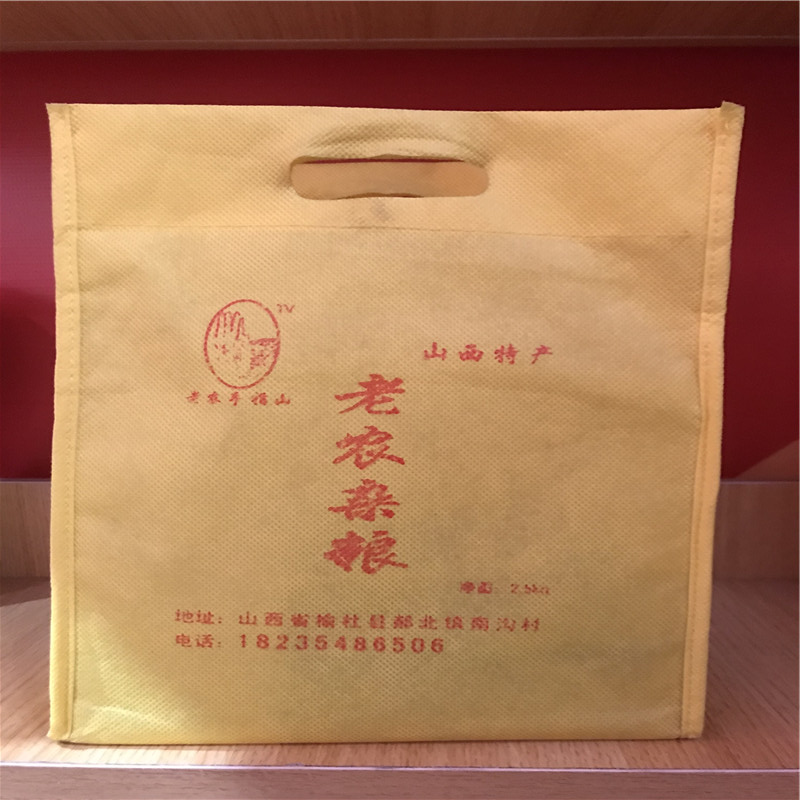 TM
老农手福山
山西特产
老农杂粮
净重: 2.5kg
地址: 山西省榆社县郝北镇南沟村
电话: 18235486506